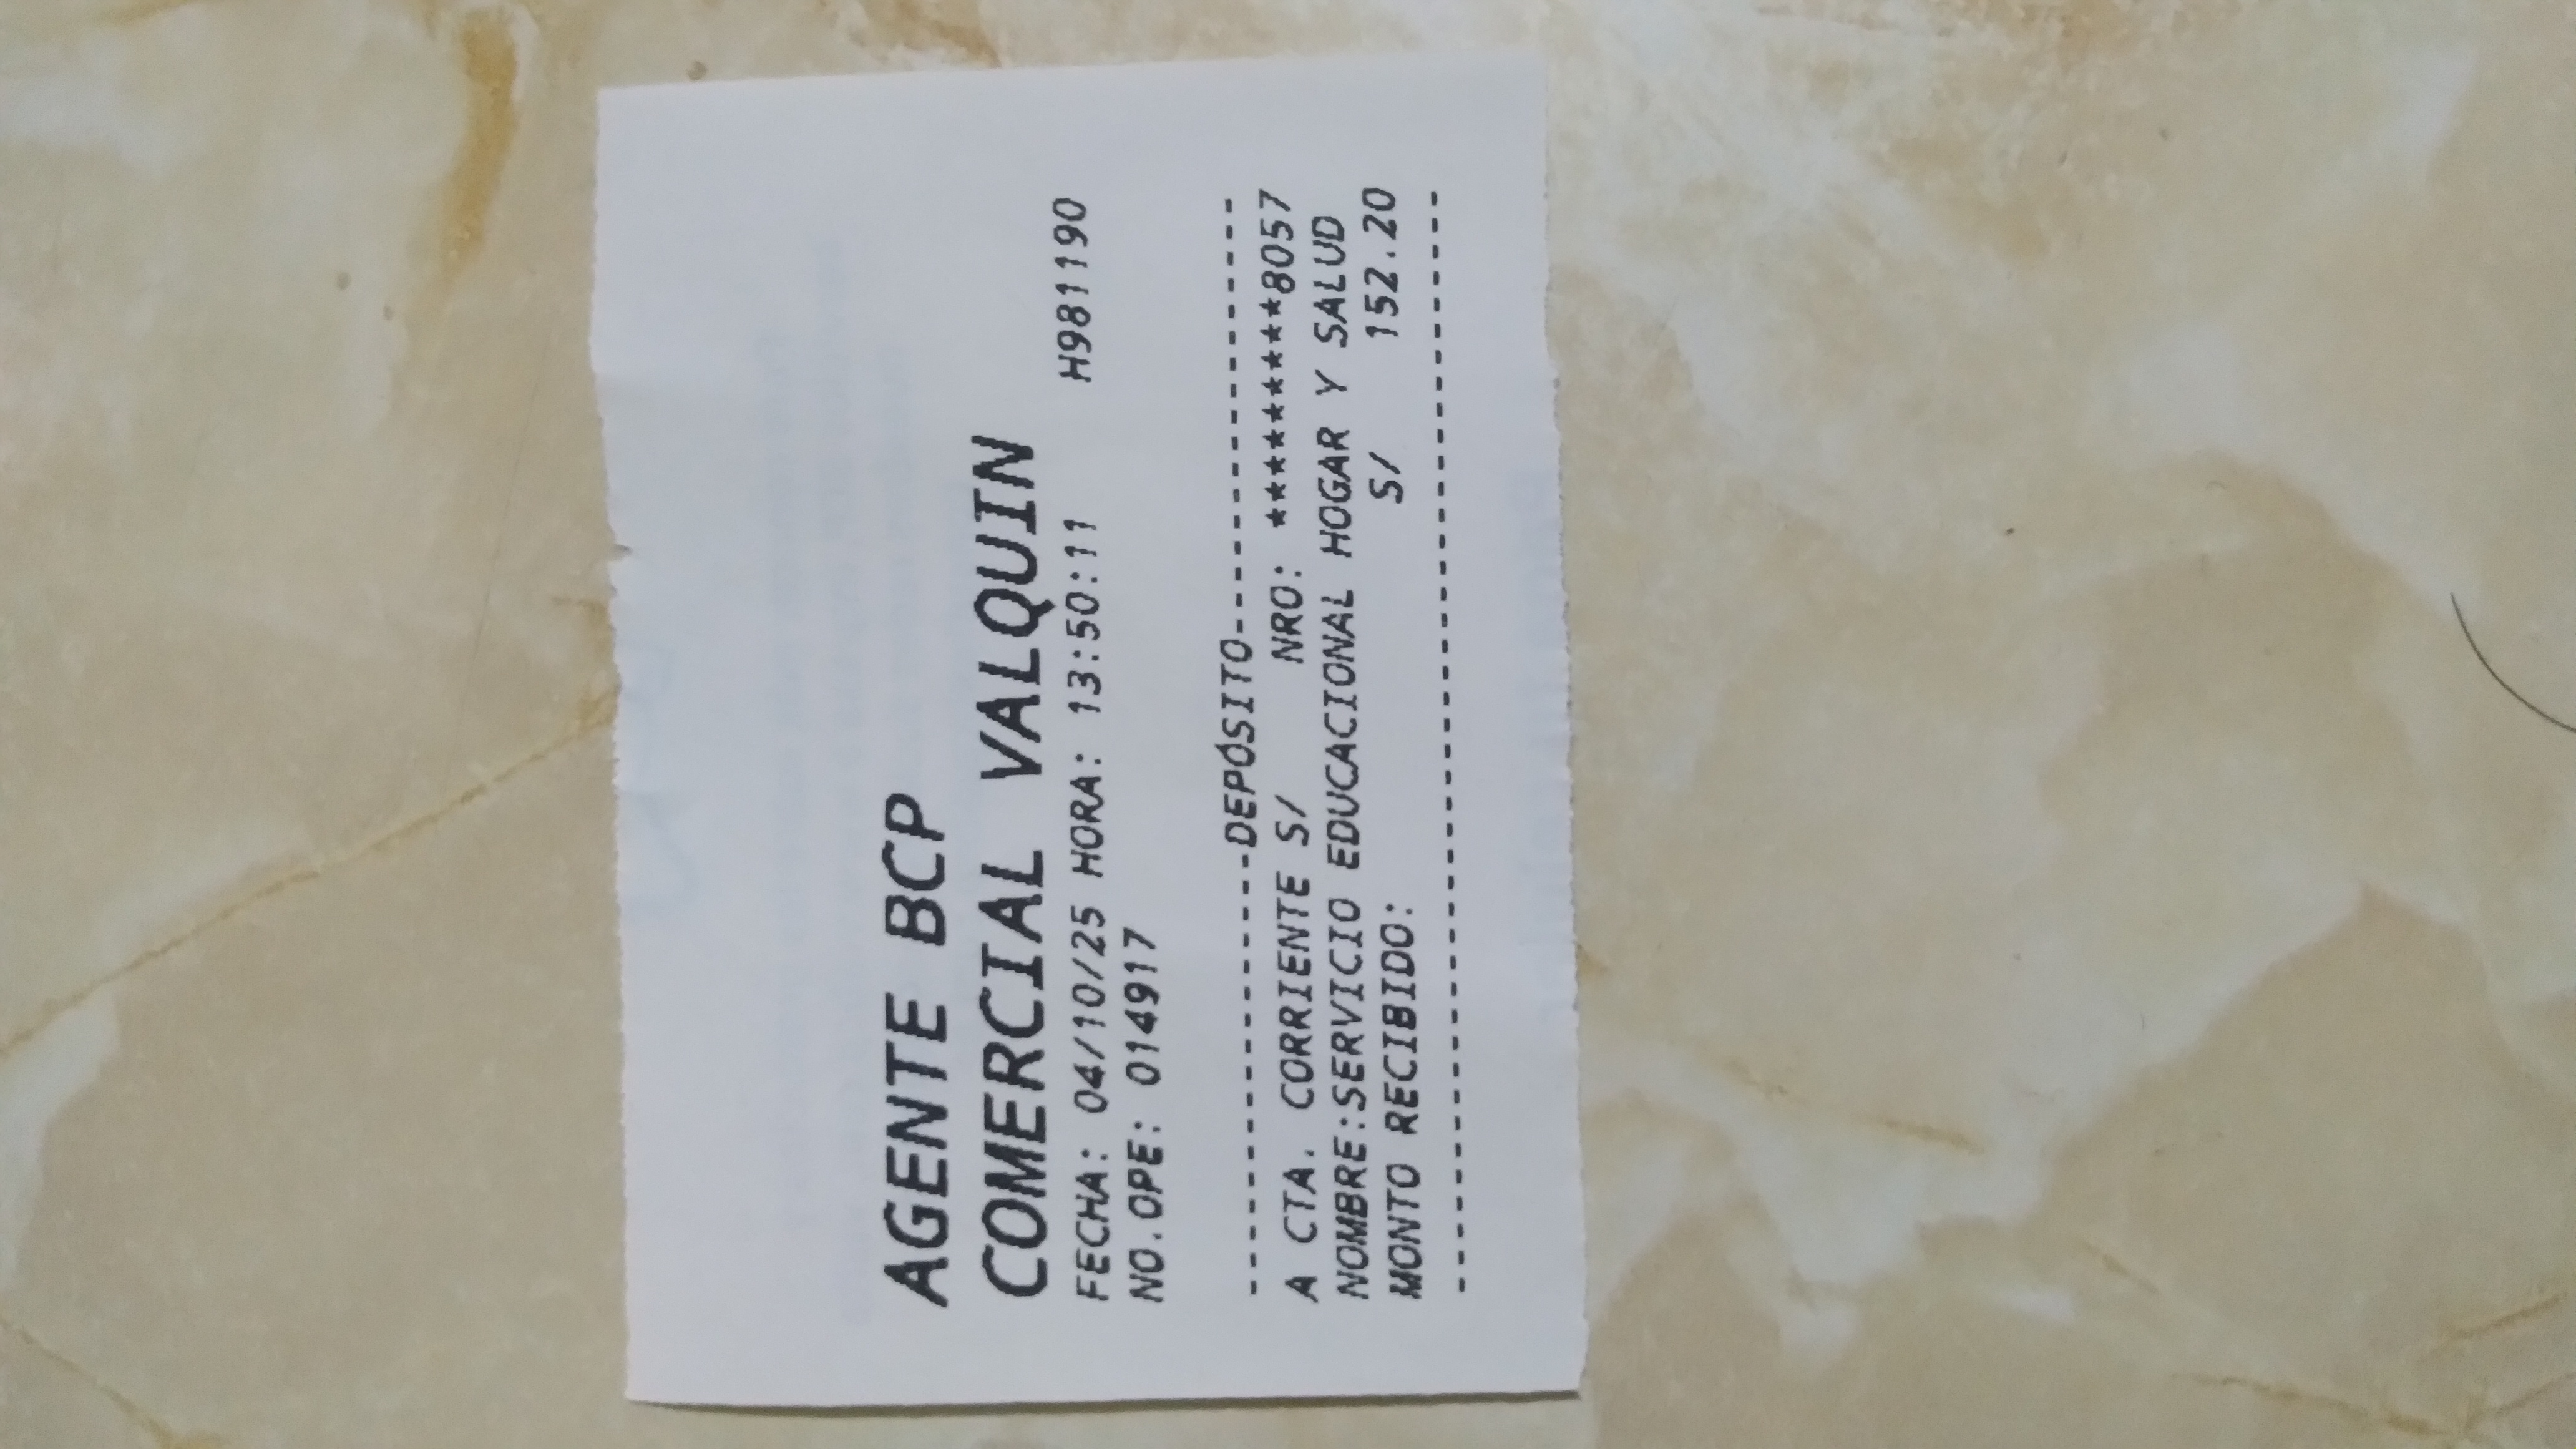 AGENTE BCP
COMERCIAL VALQUIN
FECHA: 04/10/25 HORA: 13:50:11 H9811190
NO.OPE: 014917
----------------DEPÓSITO----------------
A CTA. CORRIENTE S/ NRO: *********8057
NOMBRE:SERVICIO EDUCACIONAL HOGAR Y SALUD
MONTO RECIBIDO: S/ 152.20